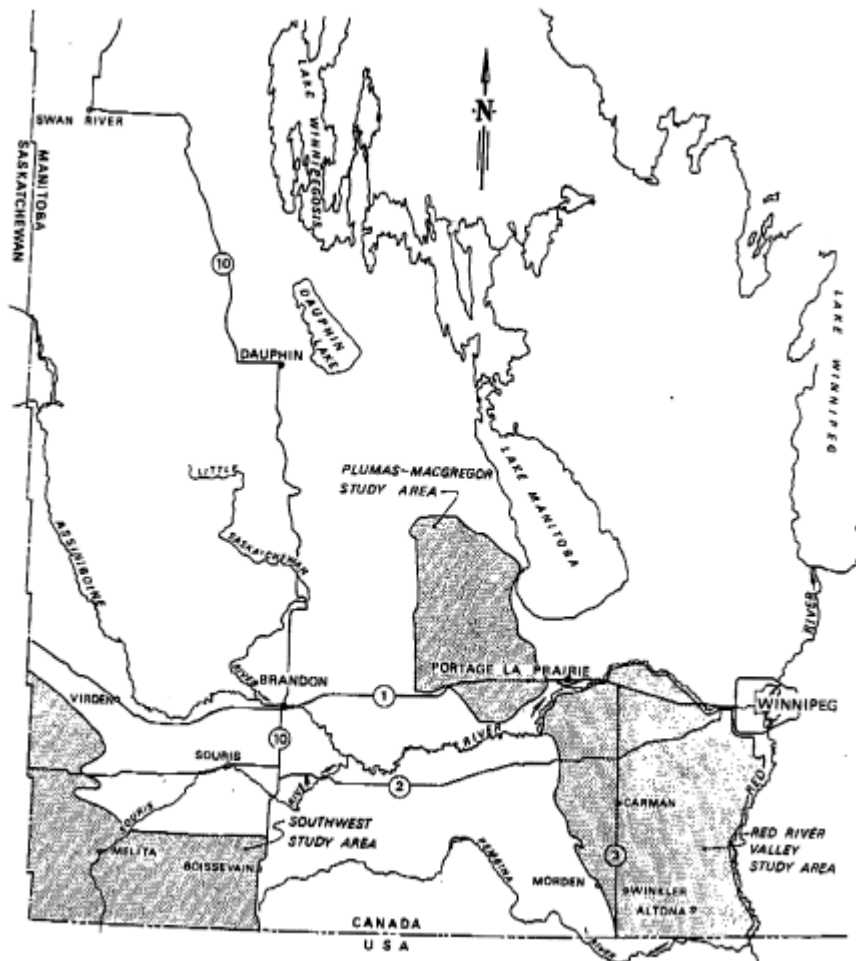 LAKE WINNIPEGOSIS
N
SWAN RIVER
MANITOBA
SASKATCHEWAN
10
DAUPHIN
LAKE
DAUPHIN
LAKE WINNIPEG
PLUMAS-MACGREGOR
STUDY AREA
LAKE MANITOBA
LITTLE
SASKATCHEWAN
RIVER
ASSINIBOINE
RIVER
BRANDON
PORTAGE LA PRAIRIE
1
VIRDEN
WINNIPEG
RIVER
10
SOURIS
2
RED
RIVER
SOURIS
CARMAN
SOUTHWEST
STUDY AREA
RED RIVER
VALLEY
STUDY AREA
MELITA
BOISSEVAIN
PEMBINA
3
MORDEN
WINKLER
ALTONA
RIVER
CANADA
USA